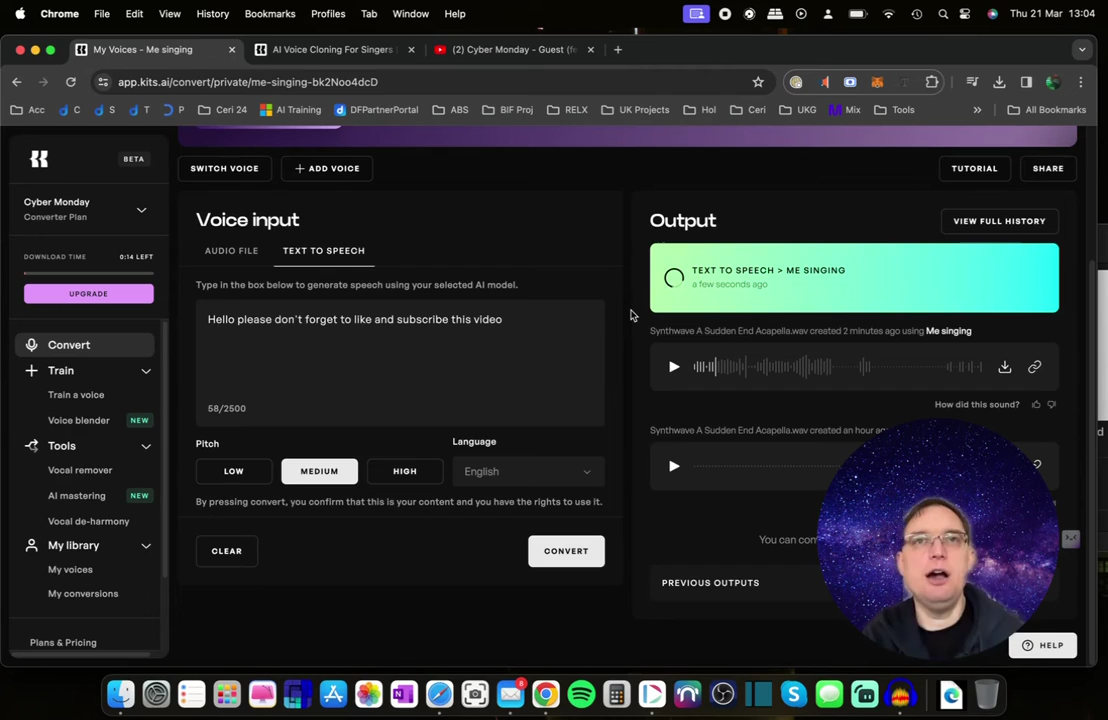 Chrome File Edit View History Bookmarks Profiles Tab Window Help Thu 21 Mar 13:04
My Voices - Me singing
AI Voice Cloning For Singers
(2) Cyber Monday - Guest (fe
app.kits.ai/convert/private/me-singing-bk2Noo4dcD
Acc C S T P Ceri 24 AI Training DFPartnerPortal ABS BIF Proj RELX UK Projects Hol Ceri UKG Mix Tools » All Bookmarks
BETA
Cyber Monday
Converter Plan
DOWNLOAD TIME 0:14 LEFT
UPGRADE
Convert
Train
Train a voice
Voice blender NEW
Tools
Vocal remover
AI mastering NEW
Vocal de-harmony
My library
My voices
My conversions
Plans & Pricing
SWITCH VOICE
+ ADD VOICE
TUTORIAL
SHARE
Voice input
AUDIO FILE TEXT TO SPEECH
Type in the box below to generate speech using your selected AI model.
Hello please don't forget to like and subscribe this video
58/2500
Pitch
LOW MEDIUM HIGH
Language
English
By pressing convert, you confirm that this is your content and you have the rights to use it.
CLEAR
CONVERT
Output
VIEW FULL HISTORY
TEXT TO SPEECH > ME SINGING
a few seconds ago
Synthwave A Sudden End Acapella.wav created 2 minutes ago using Me singing
How did this sound?
Synthwave A Sudden End Acapella.wav created an hour
You can
PREVIOUS OUTPUTS
HELP
8